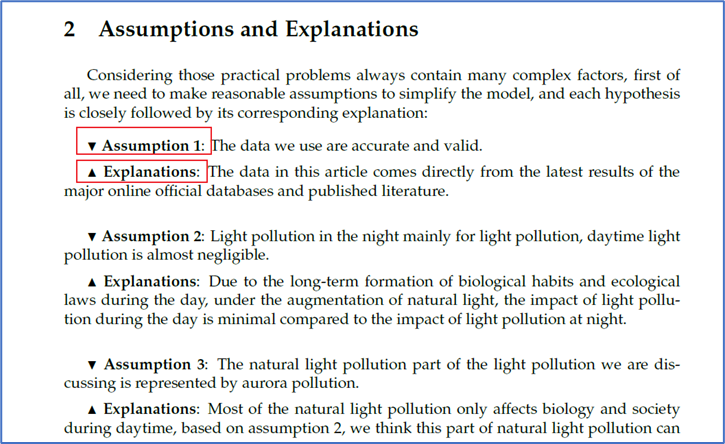 2 Assumptions and Explanations
Considering those practical problems always contain many complex factors, first of
all, we need to make reasonable assumptions to simplify the model, and each hypothesis
is closely followed by its corresponding explanation:
▼ Assumption 1: The data we use are accurate and valid.
▲ Explanations: The data in this article comes directly from the latest results of the
major online official databases and published literature.
▼ Assumption 2: Light pollution in the night mainly for light pollution, daytime light
pollution is almost negligible.
▲ Explanations: Due to the long-term formation of biological habits and ecological
laws during the day, under the augmentation of natural light, the impact of light pollu-
tion during the day is minimal compared to the impact of light pollution at night.
▼ Assumption 3: The natural light pollution part of the light pollution we are dis-
cussing is represented by aurora pollution.
▲ Explanations: Most of the natural light pollution only affects biology and society
during daytime, based on assumption 2, we think this part of natural light pollution can